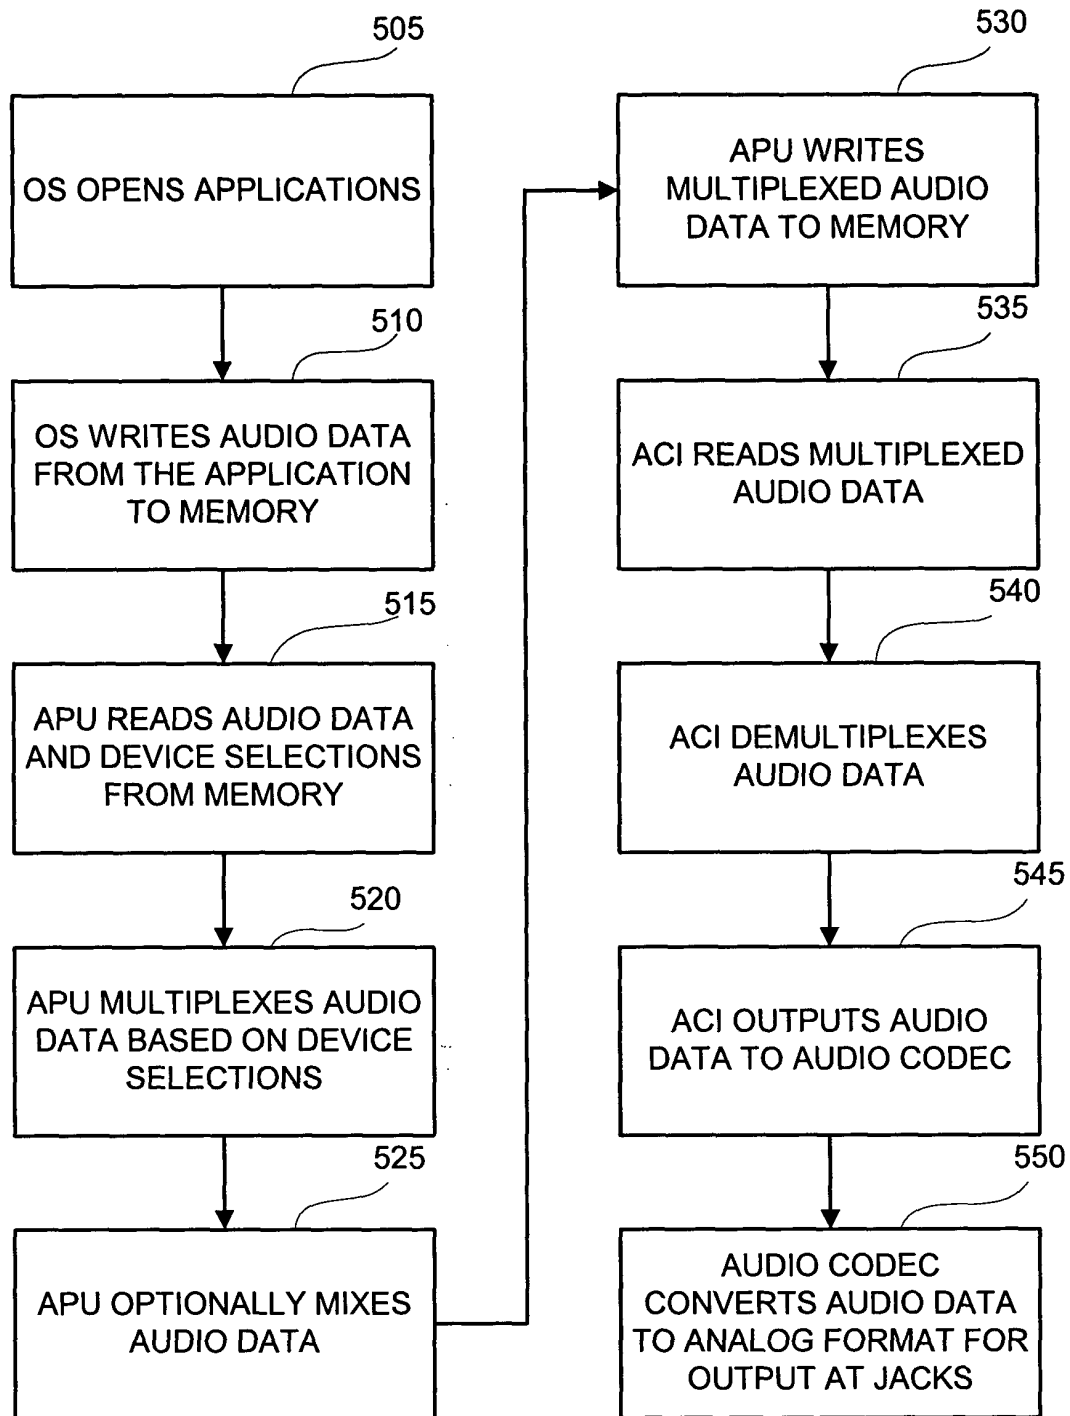 505
OS OPENS APPLICATIONS
510
OS WRITES AUDIO DATA
FROM THE APPLICATION
TO MEMORY
515
APU READS AUDIO DATA
AND DEVICE SELECTIONS
FROM MEMORY
520
APU MULTIPLEXES AUDIO
DATA BASED ON DEVICE
SELECTIONS
525
APU OPTIONALLY MIXES
AUDIO DATA
530
APU WRITES
MULTIPLEXED AUDIO
DATA TO MEMORY
535
ACI READS MULTIPLEXED
AUDIO DATA
540
ACI DEMULTIPLEXES
AUDIO DATA
545
ACI OUTPUTS AUDIO
DATA TO AUDIO CODEC
550
AUDIO CODEC
CONVERTS AUDIO DATA
TO ANALOG FORMAT FOR
OUTPUT AT JACKS